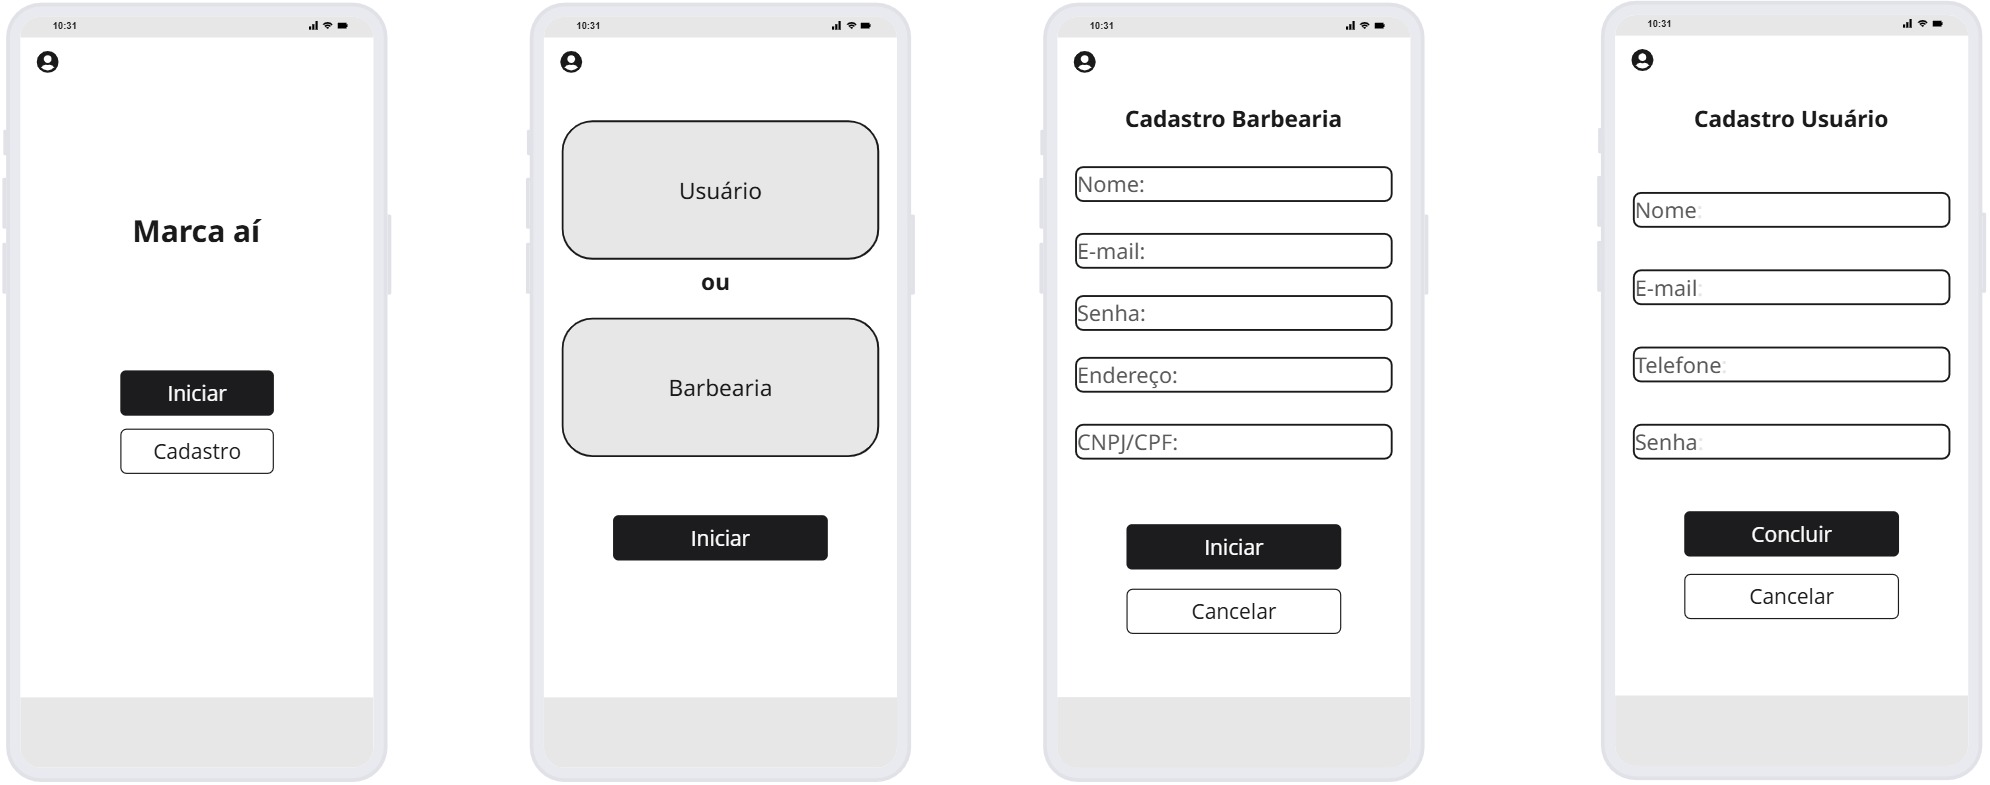 10:31
Marca aí
Iniciar
Cadastro
10:31
Usuário
ou
Barbearia
Iniciar
10:31
Cadastro Barbearia
Nome:
E-mail:
Senha:
Endereço:
CNPJ/CPF:
Iniciar
Cancelar
10:31
Cadastro Usuário
Nome:
E-mail:
Telefone:
Senha:
Concluir
Cancelar